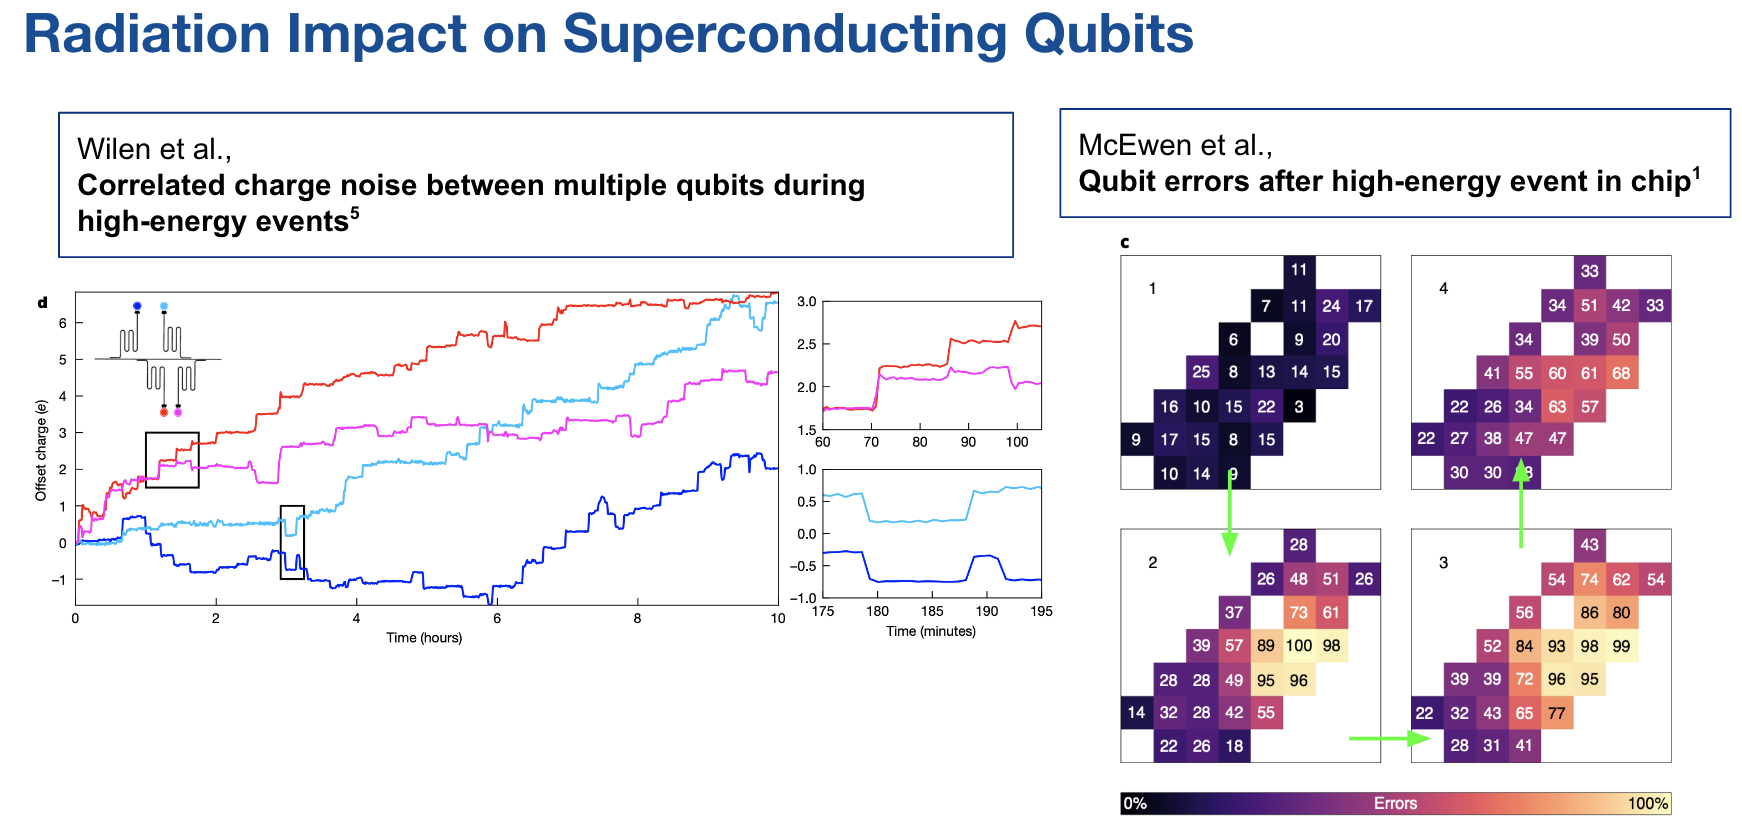 Radiation Impact on Superconducting Qubits
Wilen et al.,
Correlated charge noise between multiple qubits during
high-energy events5
McEwen et al.,
Qubit errors after high-energy event in chip1
d
Offset charge (e)
6
5
4
3
2
1
0
−1
0 2 4 6 8 10
Time (hours)
3.0
2.5
2.0
1.5
60 70 80 90 100
1.0
0.5
0.0
−0.5
−1.0
175 180 185 190 195
Time (minutes)
c
1
11
7 11 24 17
6 9 20
25 8 13 14 15
16 10 15 22 3
9 17 15 8 15
10 14 9
4
33
34 51 42 33
34 39 50
41 55 60 61 68
22 26 34 63 57
22 27 38 47 47
30 30
2
28
26 48 51 26
37 73 61
39 57 89 100 98
28 28 49 95 96
14 32 28 42 55
22 26 18
3
43
54 74 62 54
56 86 80
52 84 93 98 99
39 39 72 96 95
22 32 43 65 77
28 31 41
0% Errors 100%